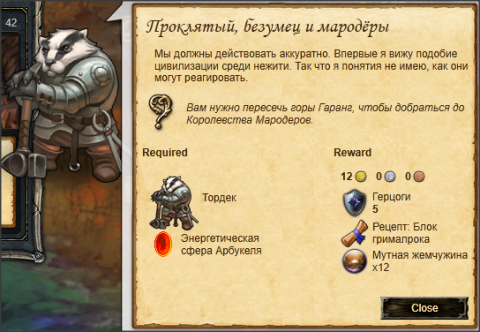 42
Проклятый, безумец и мародёры
Мы должны действовать аккуратно. Впервые я вижу подобие
цивилизации среди нежити. Так что я понятия не имею, как они
могут реагировать.
Вам нужно пересечь горы Гаранг, чтобы добраться до
Королевства Мародеров.
Required
Reward
Тордек
Энергетическая
сфера Арбукеля
12 0 0
Герцоги
5
Рецепт: Блок
грималрока
Мутная жемчужина
x12
Close